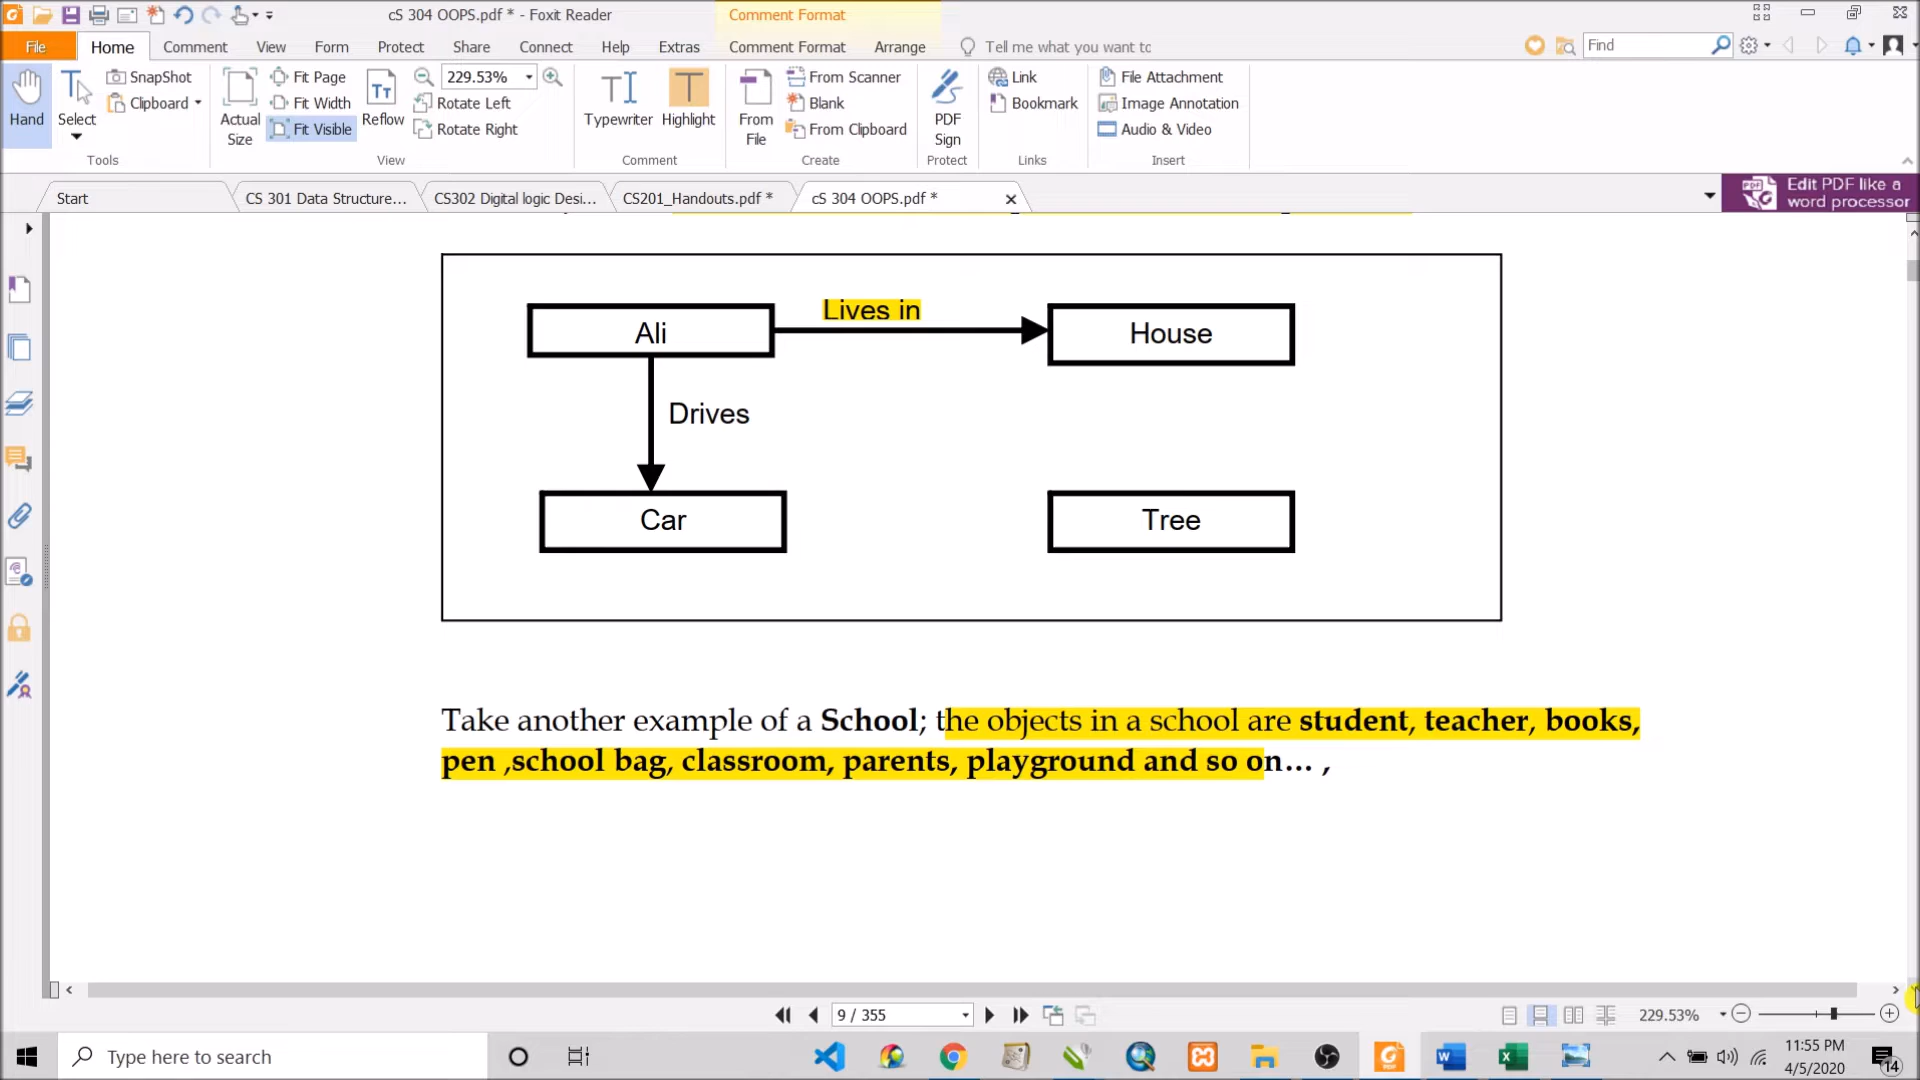 cS 304 OOPS.pdf * - Foxit Reader
Comment Format
File
Home
Comment
View
Form
Protect
Share
Connect
Help
Extras
Comment Format
Arrange
Tell me what you want to
Find
Hand
Select
SnapShot
Clipboard
Tools
Actual
Size
Fit Page
Fit Width
Fit Visible
Reflow
229.53%
Rotate Left
Rotate Right
View
Typewriter
Highlight
Comment
From
File
From Scanner
Blank
From Clipboard
Create
PDF
Sign
Protect
Link
Bookmark
Links
File Attachment
Image Annotation
Audio & Video
Insert
Start
CS 301 Data Structure...
CS302 Digital logic Desi...
CS201_Handouts.pdf *
cS 304 OOPS.pdf *
Edit PDF like a
word processor
Ali
Lives in
House
Drives
Car
Tree
Take another example of a School; the objects in a school are student, teacher, books,
pen ,school bag, classroom, parents, playground and so on… ,
9 / 355
229.53%
Type here to search
11:55 PM
4/5/2020
14